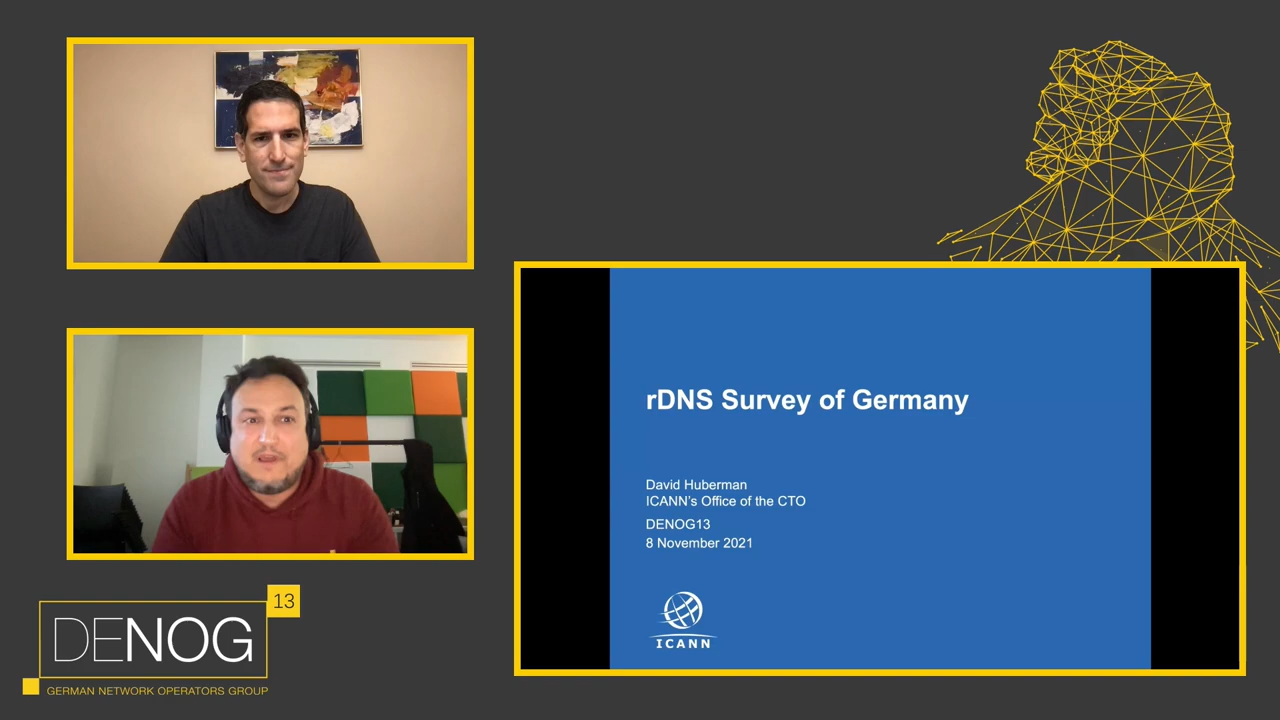 rDNS Survey of Germany
David Huberman
ICANN's Office of the CTO
DENOG13
8 November 2021
ICANN
13
DENOG
GERMAN NETWORK OPERATORS GROUP